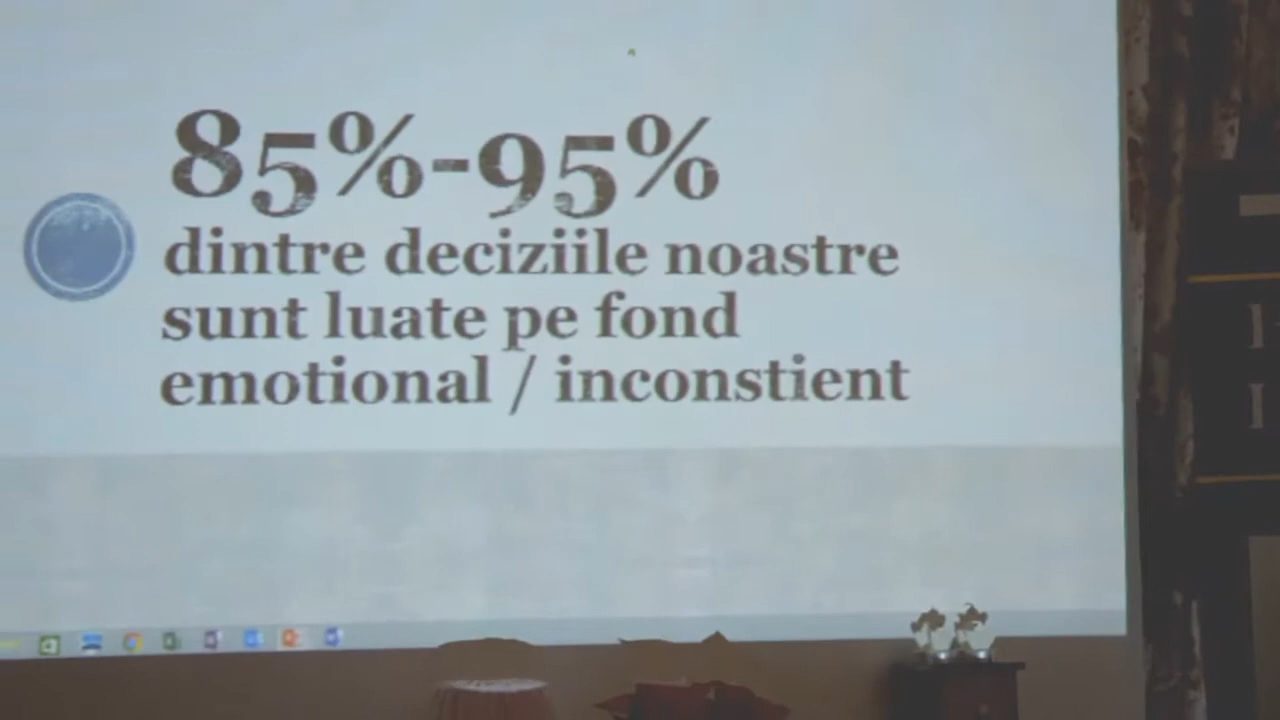 85%-95%
dintre deciziile noastre
sunt luate pe fond
emotional / inconstient